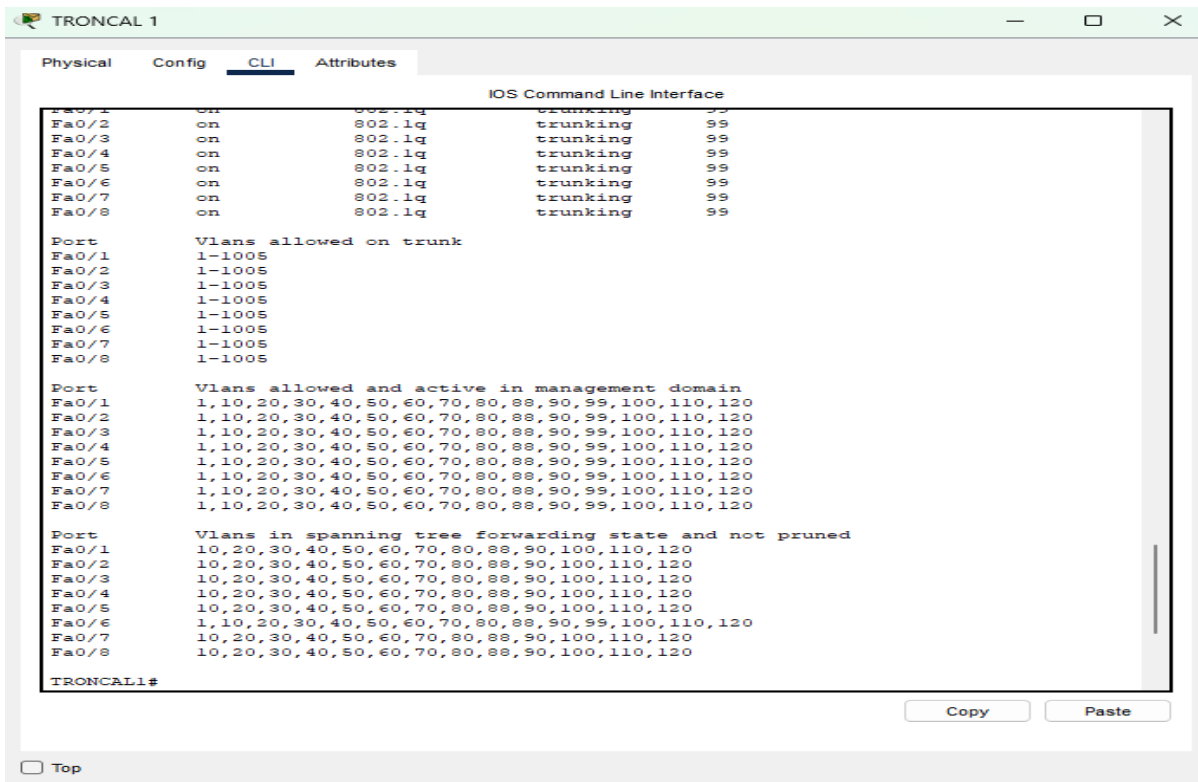 TRONCAL 1
Physical Config CLI Attributes
IOS Command Line Interface
Fa0/1 on 802.1q trunking 99
Fa0/2 on 802.1q trunking 99
Fa0/3 on 802.1q trunking 99
Fa0/4 on 802.1q trunking 99
Fa0/5 on 802.1q trunking 99
Fa0/6 on 802.1q trunking 99
Fa0/7 on 802.1q trunking 99
Fa0/8 on 802.1q trunking 99
Port Vlans allowed on trunk
Fa0/1 1-1005
Fa0/2 1-1005
Fa0/3 1-1005
Fa0/4 1-1005
Fa0/5 1-1005
Fa0/6 1-1005
Fa0/7 1-1005
Fa0/8 1-1005
Port Vlans allowed and active in management domain
Fa0/1 1,10,20,30,40,50,60,70,80,88,90,99,100,110,120
Fa0/2 1,10,20,30,40,50,60,70,80,88,90,99,100,110,120
Fa0/3 1,10,20,30,40,50,60,70,80,88,90,99,100,110,120
Fa0/4 1,10,20,30,40,50,60,70,80,88,90,99,100,110,120
Fa0/5 1,10,20,30,40,50,60,70,80,88,90,99,100,110,120
Fa0/6 1,10,20,30,40,50,60,70,80,88,90,99,100,110,120
Fa0/7 1,10,20,30,40,50,60,70,80,88,90,99,100,110,120
Fa0/8 1,10,20,30,40,50,60,70,80,88,90,99,100,110,120
Port Vlans in spanning tree forwarding state and not pruned
Fa0/1 10,20,30,40,50,60,70,80,88,90,100,110,120
Fa0/2 10,20,30,40,50,60,70,80,88,90,100,110,120
Fa0/3 10,20,30,40,50,60,70,80,88,90,100,110,120
Fa0/4 10,20,30,40,50,60,70,80,88,90,100,110,120
Fa0/5 10,20,30,40,50,60,70,80,88,90,100,110,120
Fa0/6 1,10,20,30,40,50,60,70,80,88,90,99,100,110,120
Fa0/7 10,20,30,40,50,60,70,80,88,90,100,110,120
Fa0/8 10,20,30,40,50,60,70,80,88,90,100,110,120
TRONCAL1#
Copy Paste
Top